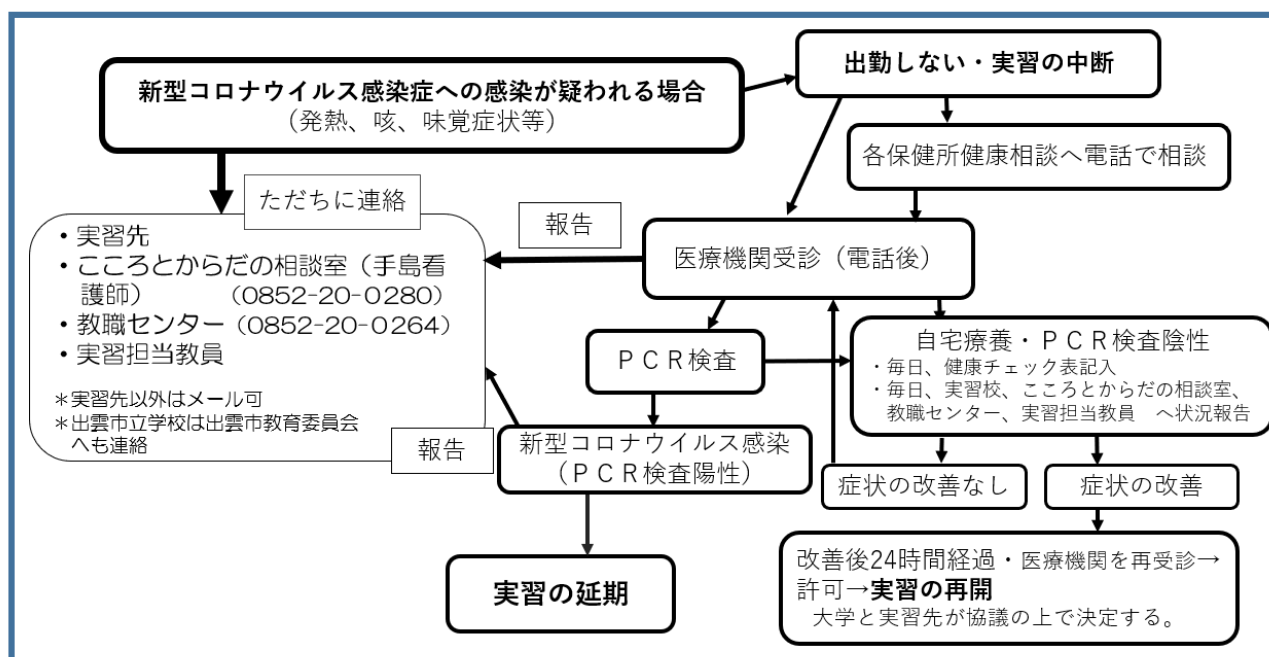 新型コロナウイルス感染症への感染が疑われる場合
（発熱、咳、味覚症状等）
出勤しない・実習の中断
各保健所健康相談へ電話で相談
ただちに連絡
・実習先
・こころとからだの相談室（手島看
護師） （0852-20-0280）
・教職センター（0852-20-0264）
・実習担当教員
＊実習先以外はメール可
＊出雲市立学校は出雲市教育委員会
へも連絡
報告
医療機関受診（電話後）
ＰＣＲ検査
自宅療養・ＰＣＲ検査陰性
・毎日、健康チェック表記入
・毎日、実習校、こころとからだの相談室、
教職センター、実習担当教員　へ状況報告
報告
新型コロナウイルス感染
（ＰＣＲ検査陽性）
症状の改善なし
症状の改善
実習の延期
改善後24時間経過・医療機関を再受診→
許可→実習の再開
大学と実習先が協議の上で決定する。